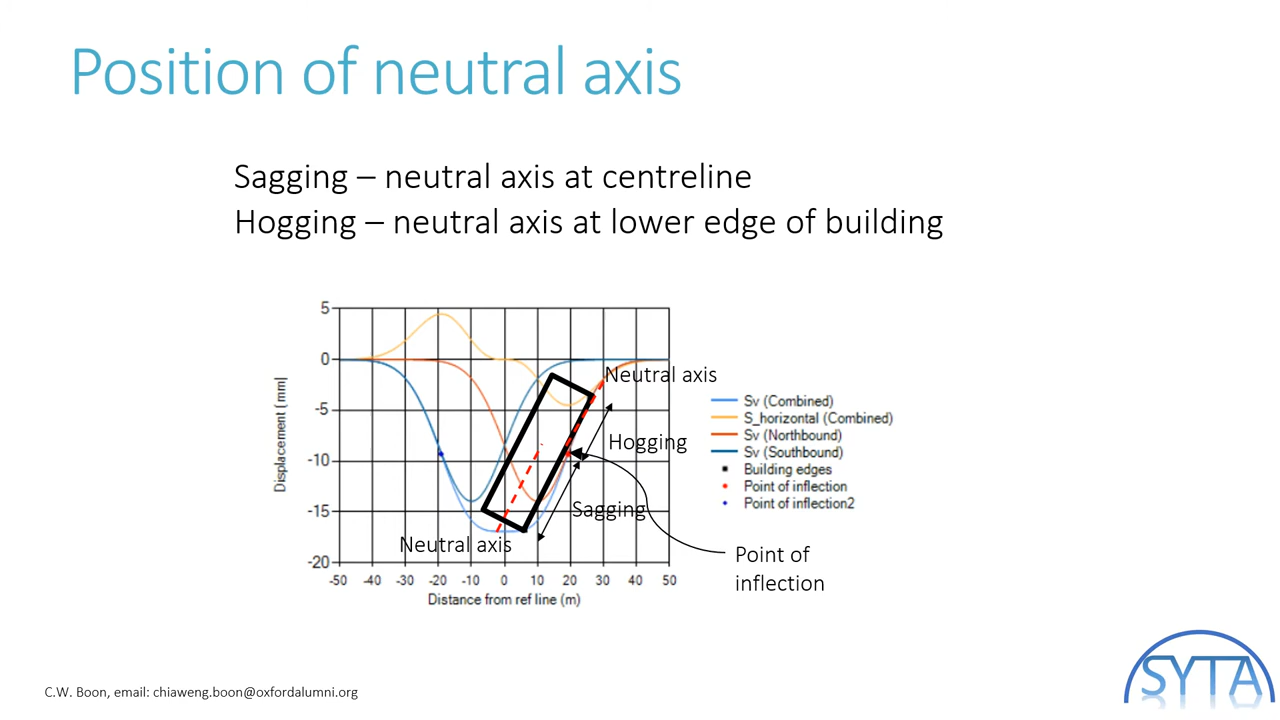 Position of neutral axis
Sagging – neutral axis at centreline
Hogging – neutral axis at lower edge of building
5
0
-5
-10
-15
-20
Displacement (mm)
-50 -40 -30 -20 -10 0 10 20 30 40 50
Distance from ref line (m)
Neutral axis
Hogging
Sagging
Neutral axis
Point of
inflection
Sv (Combined)
S_horizontal (Combined)
Sv (Northbound)
Sv (Southbound)
Building edges
Point of inflection
Point of inflection2
C.W. Boon, email: chiaweng.boon@oxfordalumni.org
SYTA